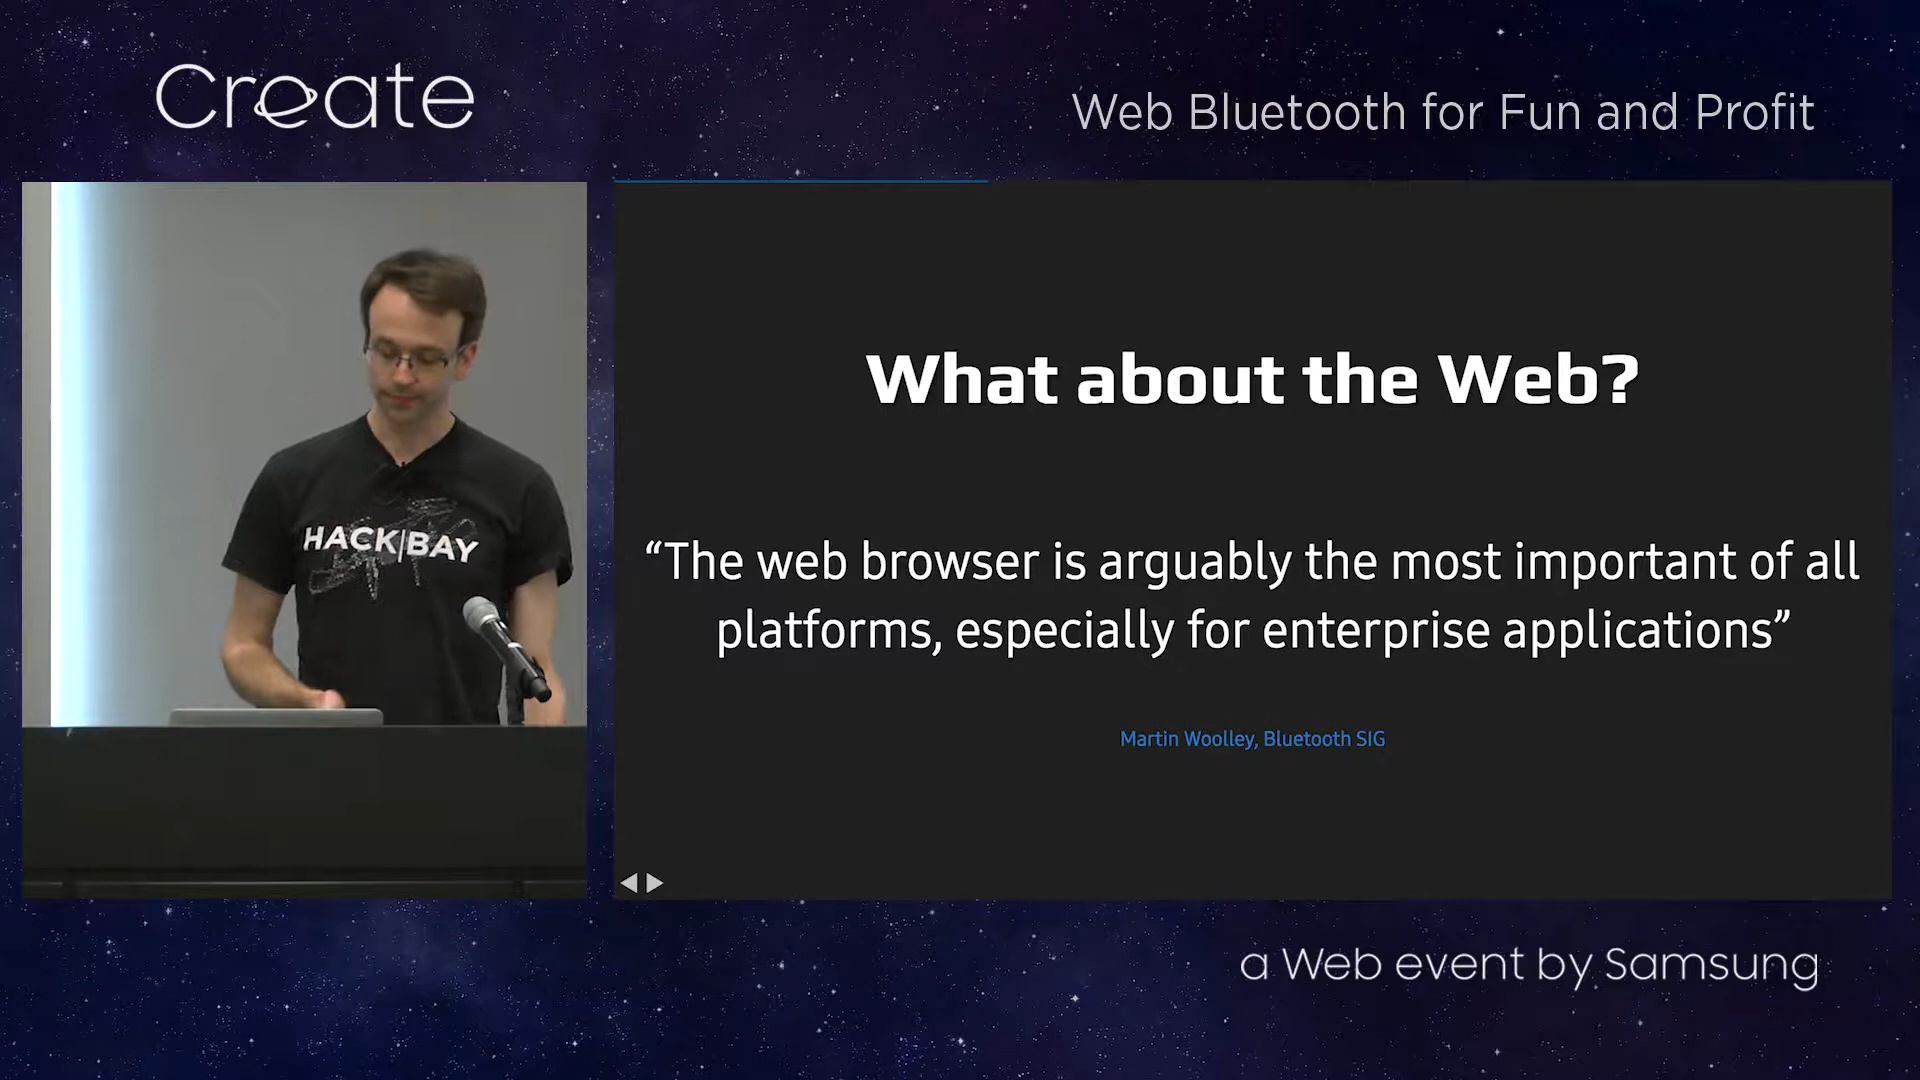 Create
Web Bluetooth for Fun and Profit
HACK|BAY
What about the Web?
“The web browser is arguably the most important of all
platforms, especially for enterprise applications”
Martin Woolley, Bluetooth SIG
a Web event by Samsung